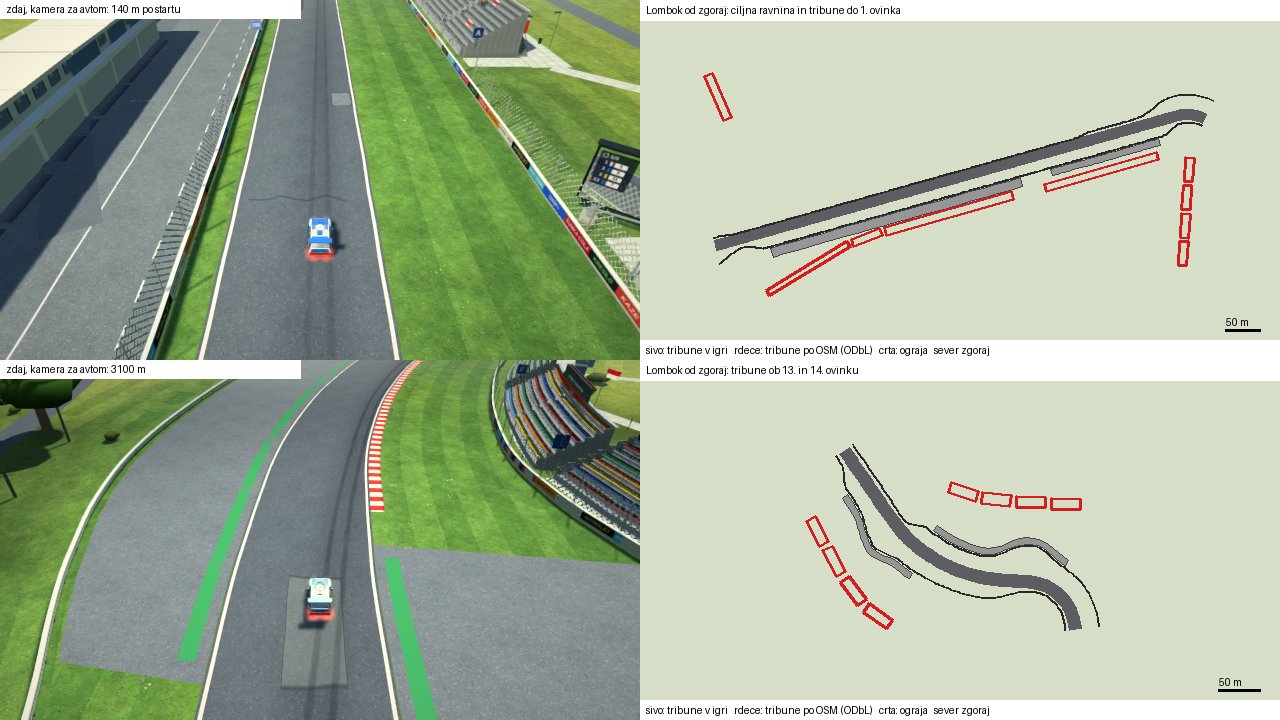 zdaj, kamera za avtom: 140 m po startu
Lombok od zgoraj: ciljna ravnina in tribune do 1. ovinka
A
50 m
sivo: tribune v igri rdece: tribune po OSM (ODbL) crta: ograja sever zgoraj
zdaj, kamera za avtom: 3100 m
Lombok od zgoraj: tribune ob 13. in 14. ovinku
50 m
sivo: tribune v igri rdece: tribune po OSM (ODbL) crta: ograja sever zgoraj